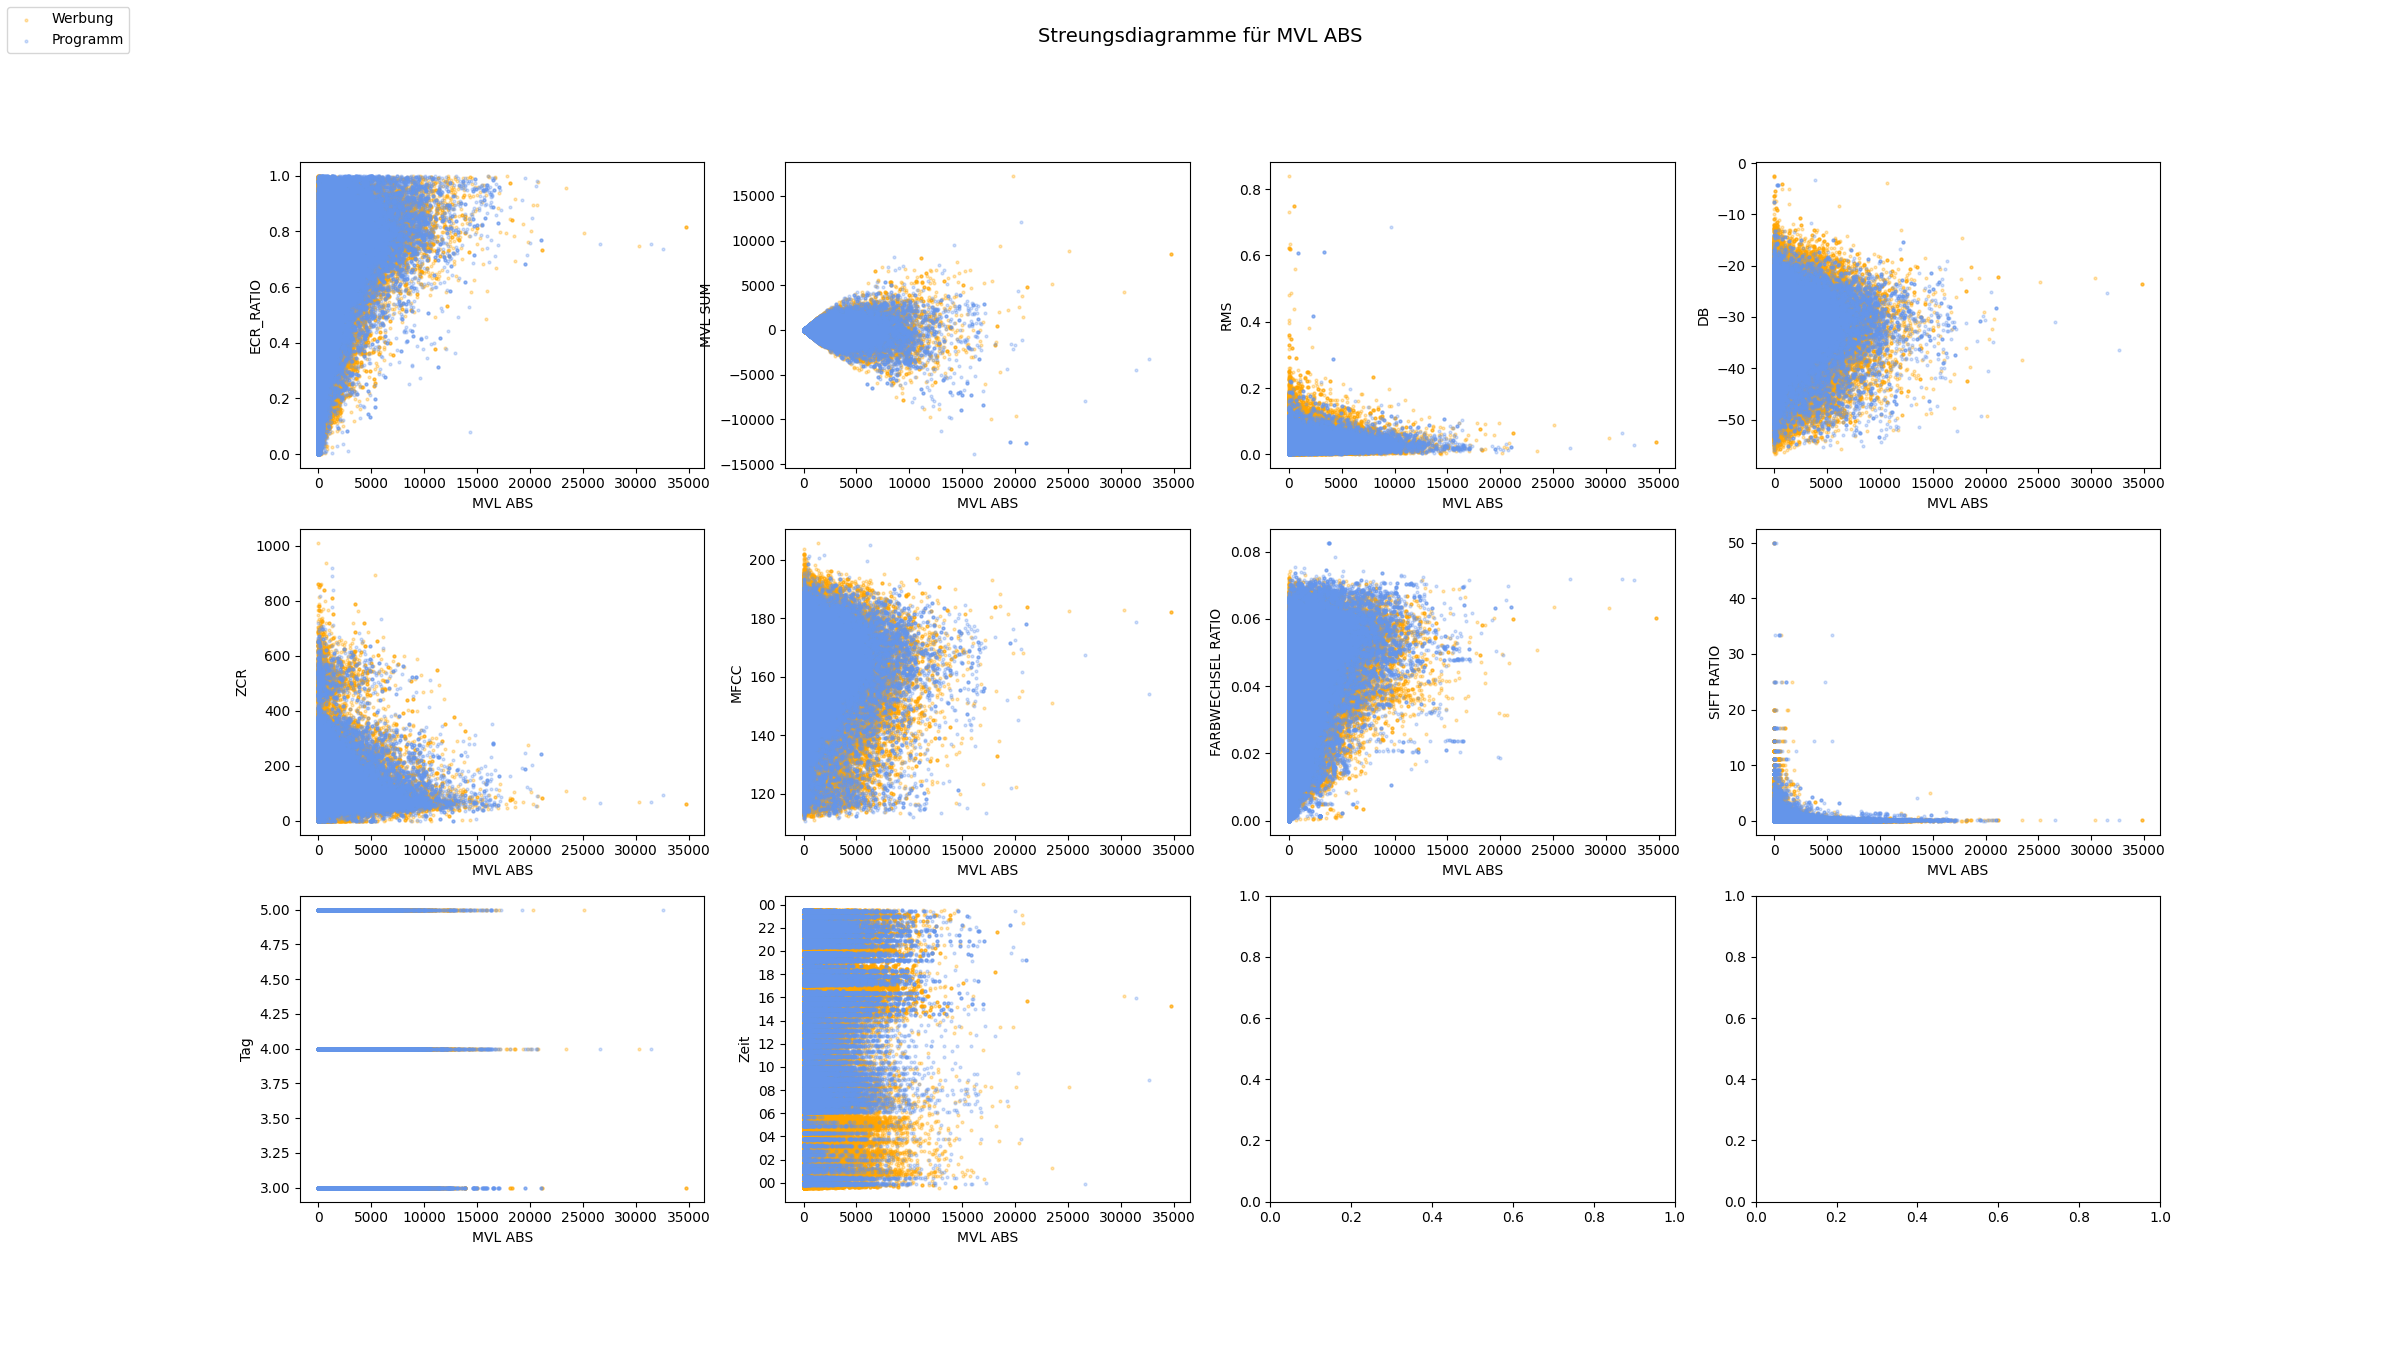 Werbung
Programm
Streungsdiagramme für MVL ABS
ECR_RATIO
1.0
0.8
0.6
0.4
0.2
0.0
0 5000 10000 15000 20000 25000 30000 35000
MVL ABS
MVL SUM
15000
10000
5000
0
−5000
−10000
−15000
0 5000 10000 15000 20000 25000 30000 35000
MVL ABS
RMS
0.8
0.6
0.4
0.2
0.0
0 5000 10000 15000 20000 25000 30000 35000
MVL ABS
DB
0
−10
−20
−30
−40
−50
0 5000 10000 15000 20000 25000 30000 35000
MVL ABS
ZCR
1000
800
600
400
200
0
0 5000 10000 15000 20000 25000 30000 35000
MVL ABS
MFCC
200
180
160
140
120
0 5000 10000 15000 20000 25000 30000 35000
MVL ABS
FARBWECHSEL RATIO
0.08
0.06
0.04
0.02
0.00
0 5000 10000 15000 20000 25000 30000 35000
MVL ABS
SIFT RATIO
50
40
30
20
10
0
0 5000 10000 15000 20000 25000 30000 35000
MVL ABS
Tag
5.00
4.75
4.50
4.25
4.00
3.75
3.50
3.25
3.00
0 5000 10000 15000 20000 25000 30000 35000
MVL ABS
Zeit
00
22
20
18
16
14
12
10
08
06
04
02
00
0 5000 10000 15000 20000 25000 30000 35000
MVL ABS
1.0
0.8
0.6
0.4
0.2
0.0
0.0 0.2 0.4 0.6 0.8 1.0
1.0
0.8
0.6
0.4
0.2
0.0
0.0 0.2 0.4 0.6 0.8 1.0